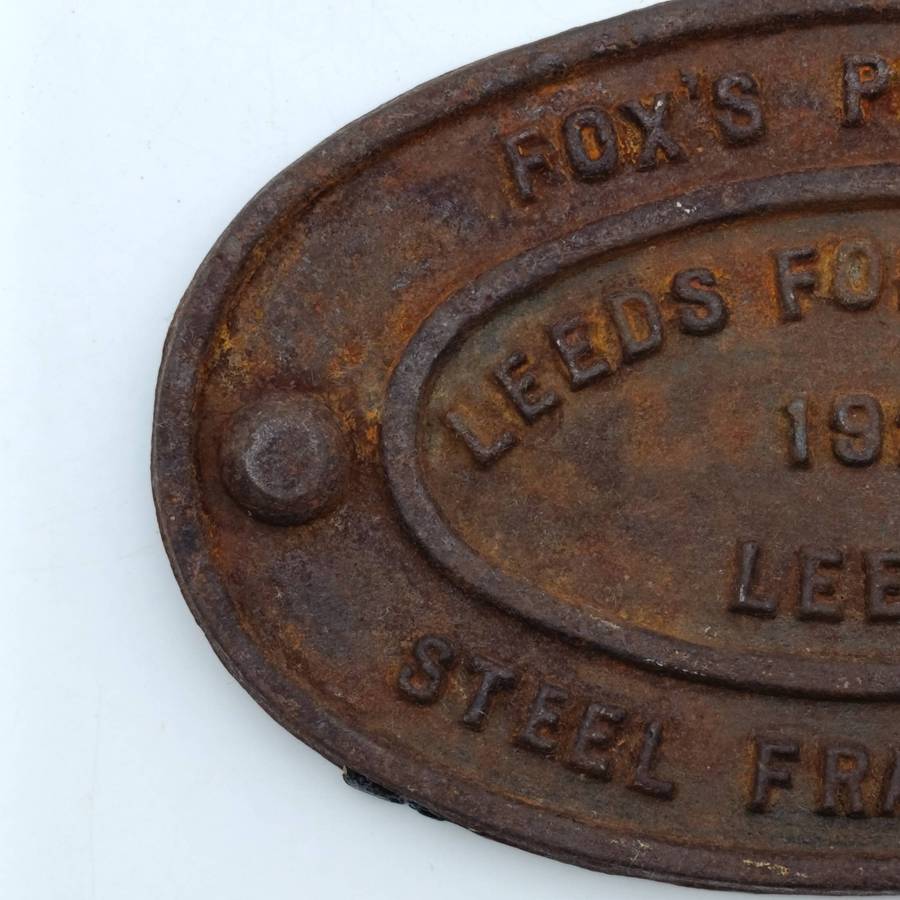 FOX'S P
LEEDS FO
19
LEE
STEEL FRA